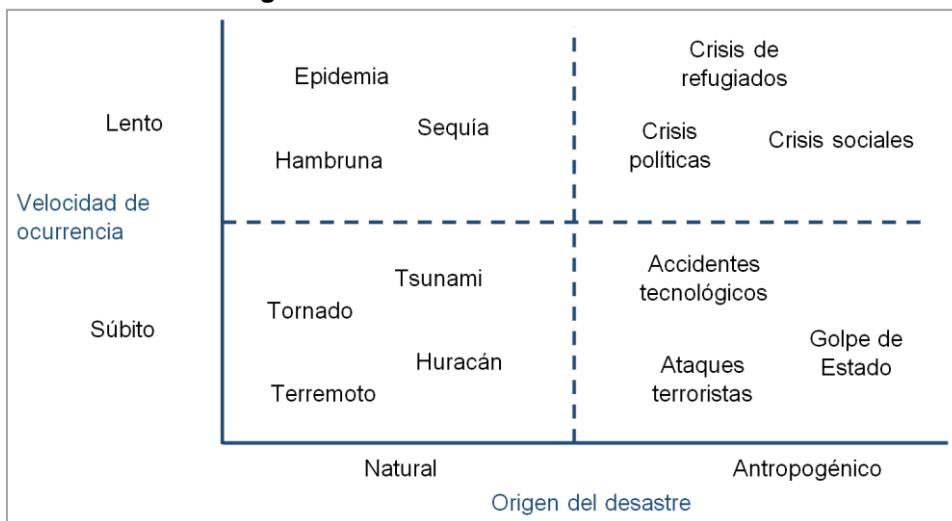 Crisis de
refugiados
Epidemia
Lento
Sequía
Crisis
políticas
Crisis sociales
Hambruna
Velocidad de
ocurrencia
Accidentes
tecnológicos
Tsunami
Tornado
Súbito
Golpe de
Estado
Huracán
Ataques
terroristas
Terremoto
Natural
Antropogénico
Origen del desastre